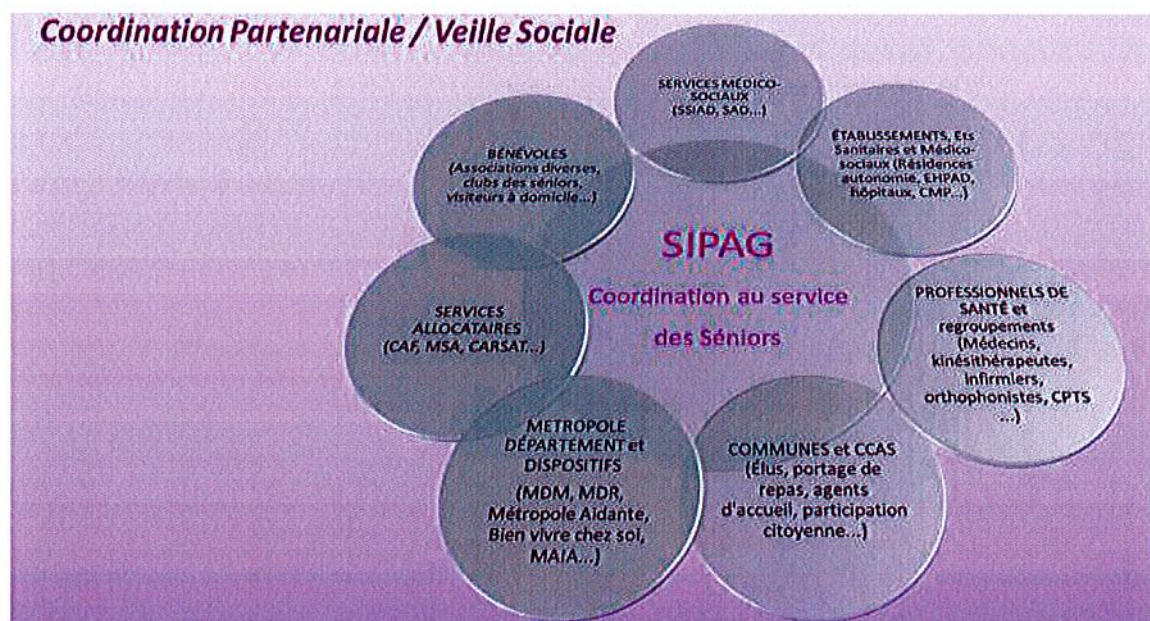 Coordination Partenariale / Veille Sociale
SERVICES MÉDICO-
SOCIAUX
(SSIAD, SAD...)
ÉTABLISSEMENTS, Ets
Sanitaires et Médico-
sociaux (Résidences
autonomie, EHPAD,
hôpitaux, CMP...)
PROFESSIONNELS DE
SANTÉ et
regroupements
(Médecins,
kinésithérapeutes,
infirmiers,
orthophonistes, CPTS
...)
COMMUNES et CCAS
(Élus, portage de
repas, agents
d'accueil, participation
citoyenne...)
METROPOLE
DÉPARTEMENT et
DISPOSITIFS
(MDM, MDR,
Métropole Aidante,
Bien vivre chez soi,
MAIA...)
SERVICES
ALLOCATAIRES
(CAF, MSA, CARSAT...)
BÉNÉVOLES
(Associations diverses,
clubs des séniors,
visiteurs à domicile...)
SIPAG
Coordination au service
des Séniors